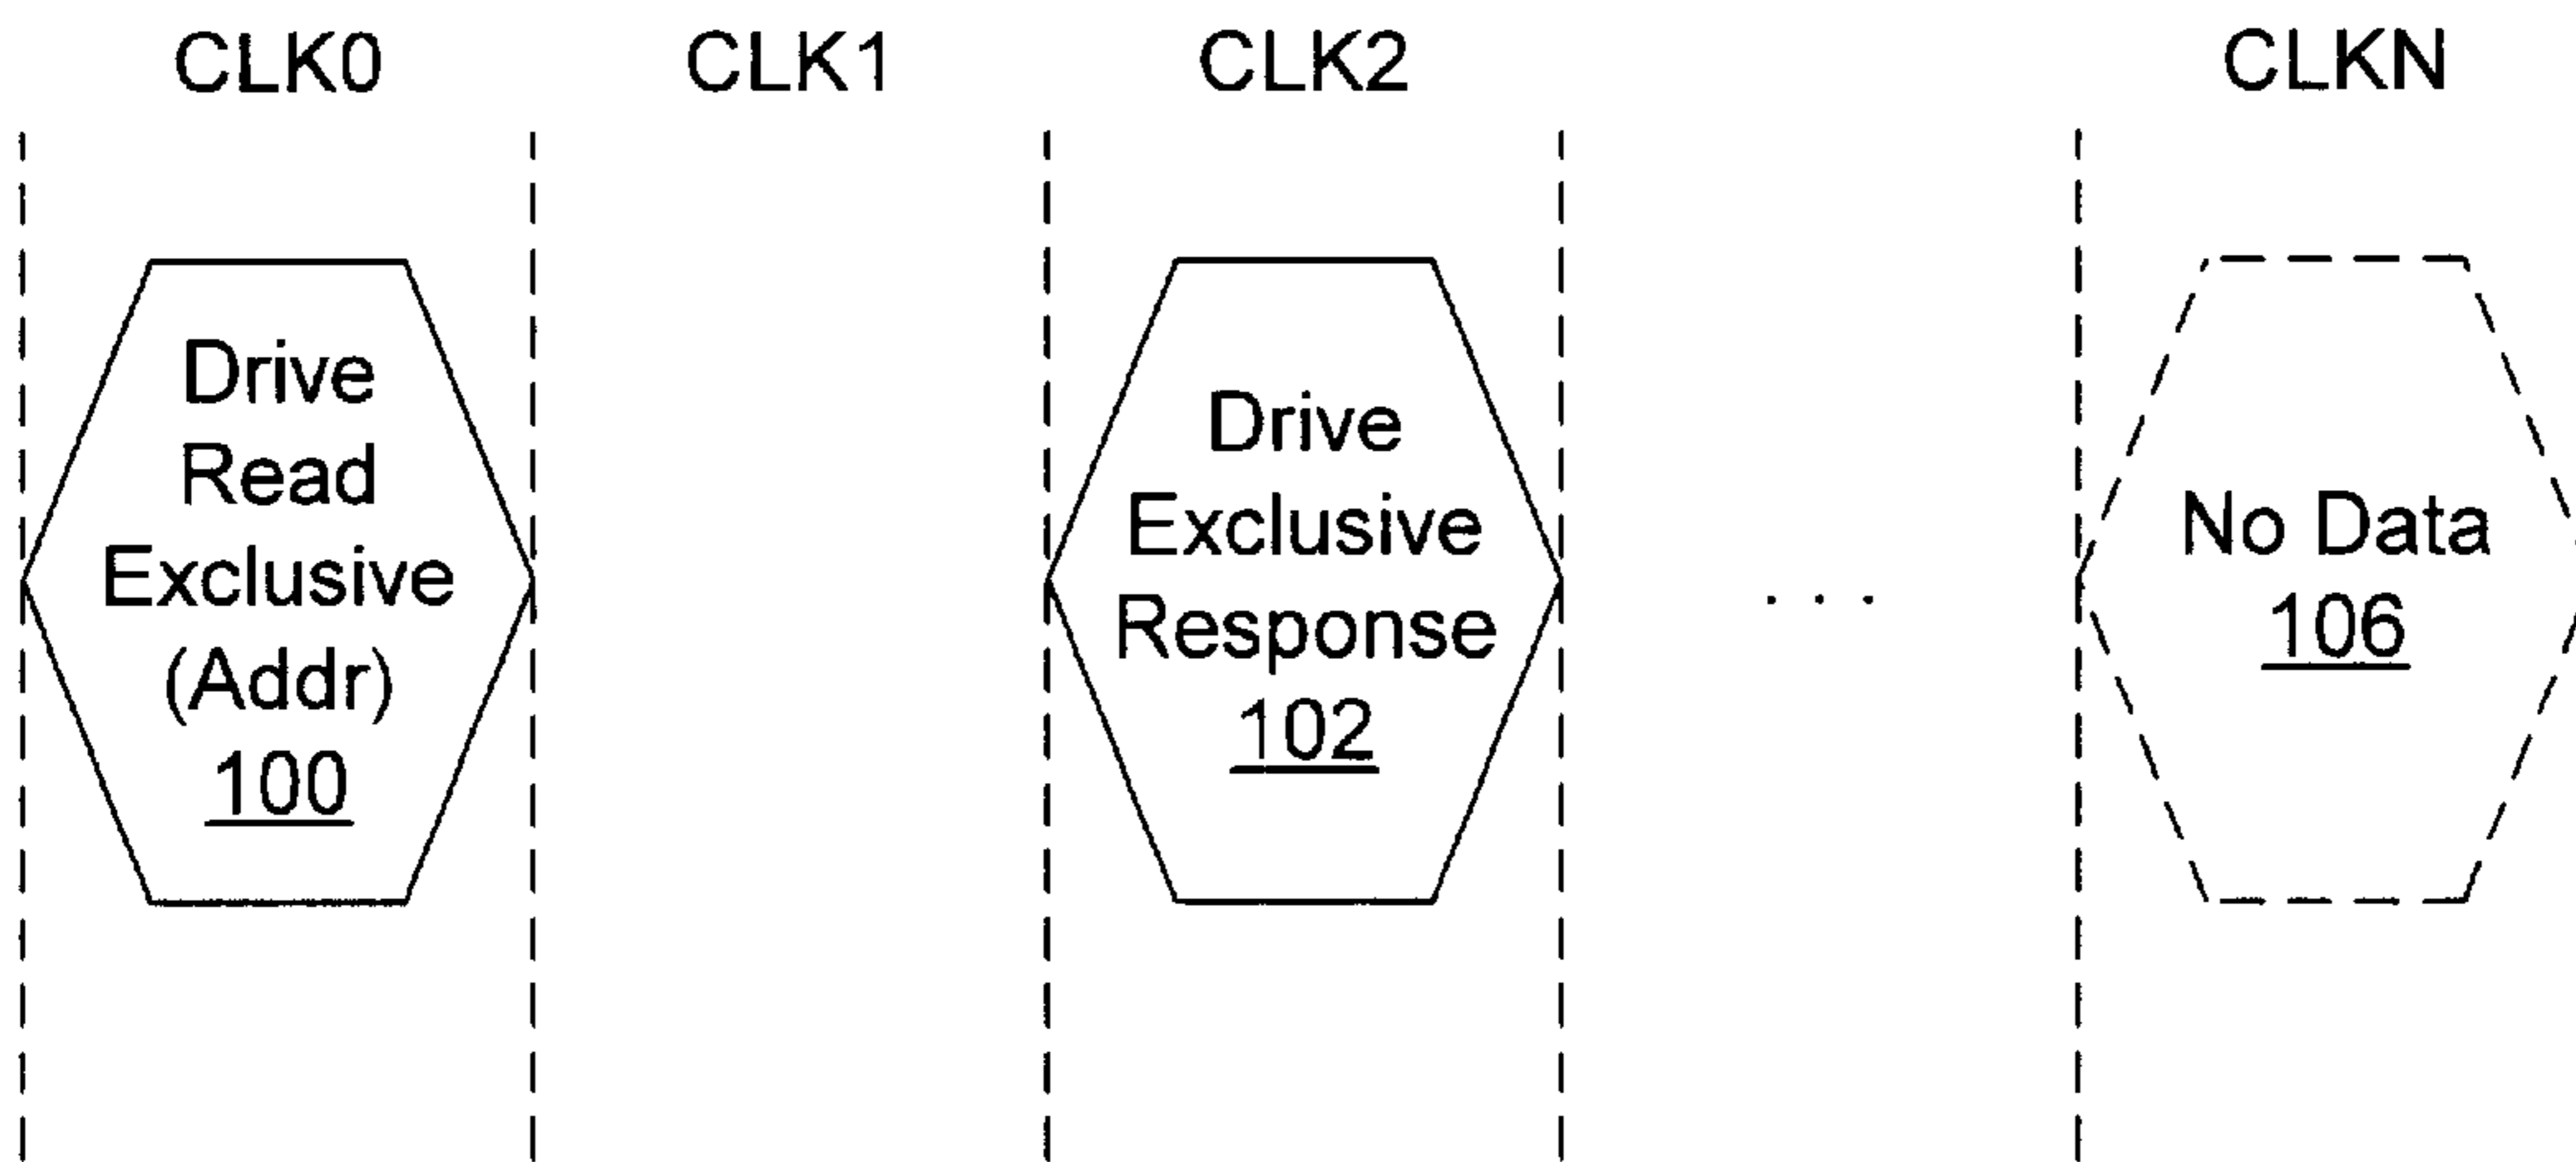 CLK0 CLK1 CLK2 CLKN
Drive
Read
Exclusive
(Addr)
100
Drive
Exclusive
Response
102
. . .
No Data
106